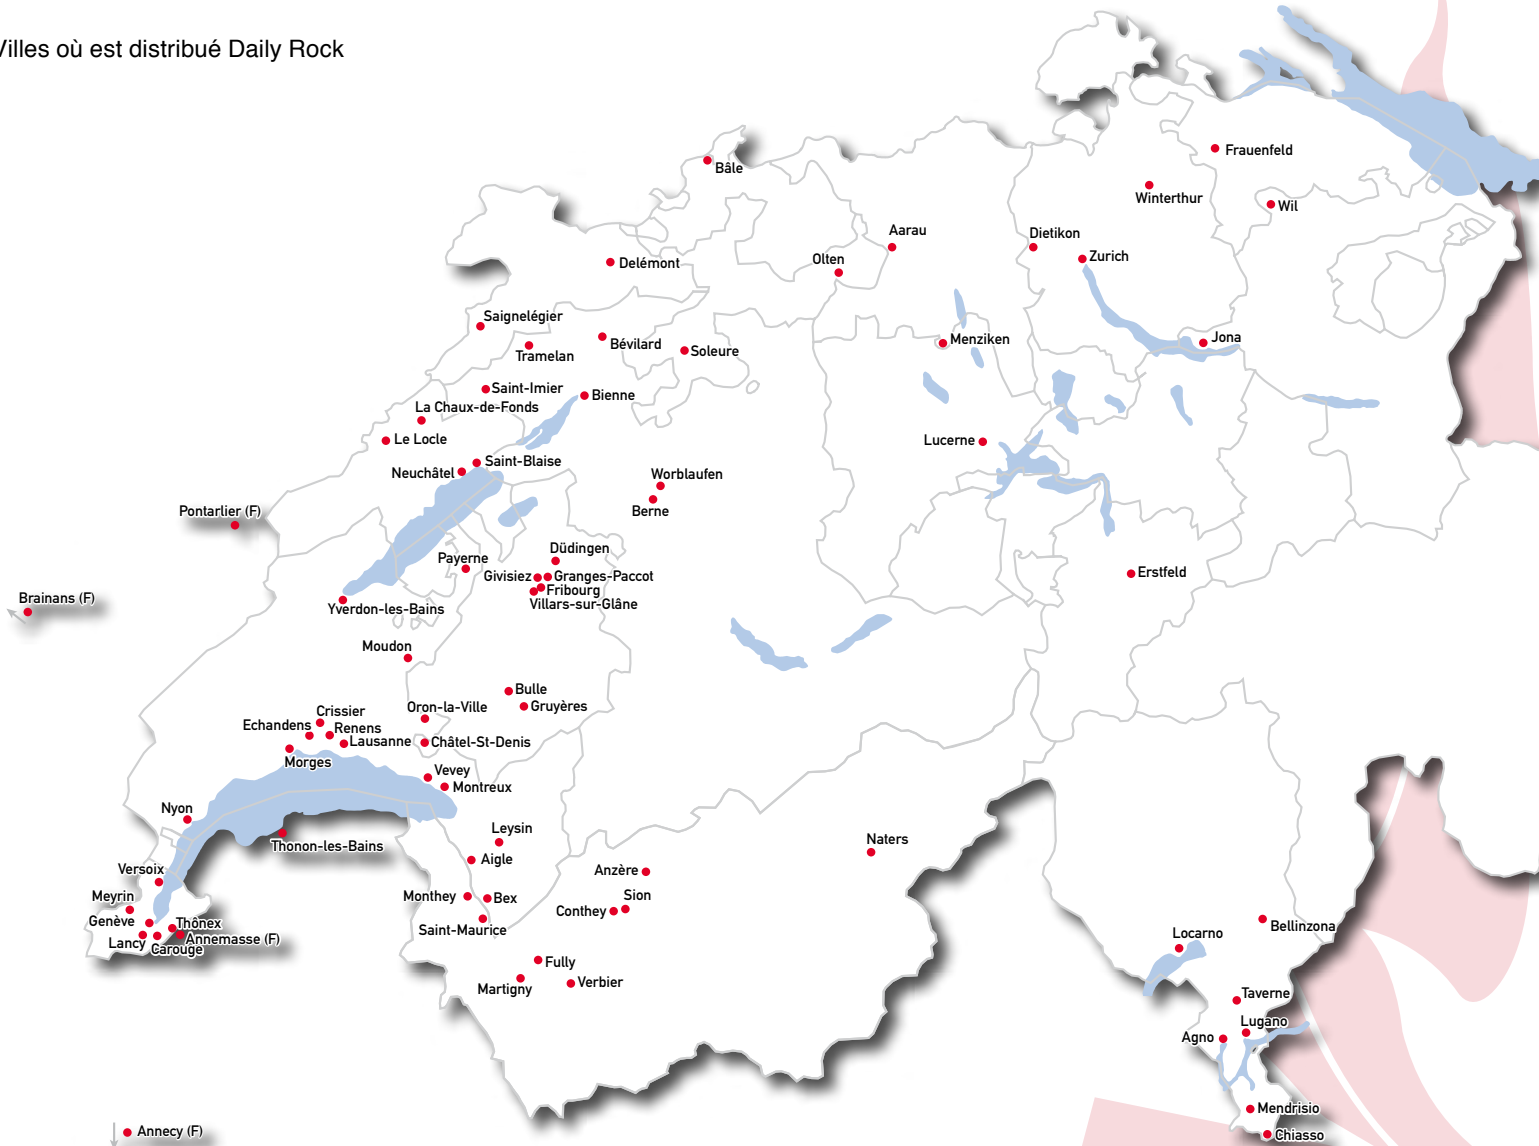 Villes où est distribué Daily Rock
Bâle
Frauenfeld
Winterthur
Wil
Aarau
Dietikon
Zurich
Olten
Delémont
Saignelégier
Tramelan
Bévilard
Soleure
Menziken
Jona
Saint-Imier
Bienne
La Chaux-de-Fonds
Le Locle
Lucerne
Saint-Blaise
Neuchâtel
Worblaufen
Berne
Pontarlier (F)
Düdingen
Payerne
Givisiez
Granges-Paccot
Fribourg
Villars-sur-Glâne
Erstfeld
Brainans (F)
Yverdon-les-Bains
Moudon
Bulle
Gruyères
Oron-la-Ville
Crissier
Echandens
Renens
Lausanne
Châtel-St-Denis
Morges
Vevey
Montreux
Nyon
Leysin
Thonon-les-Bains
Aigle
Naters
Versoix
Anzère
Meyrin
Monthey
Bex
Sion
Conthey
Genève
Thônex
Saint-Maurice
Lancy
Carouge
Annemasse (F)
Bellinzona
Locarno
Fully
Martigny
Verbier
Taverne
Lugano
Agno
Mendrisio
Annecy (F)
Chiasso